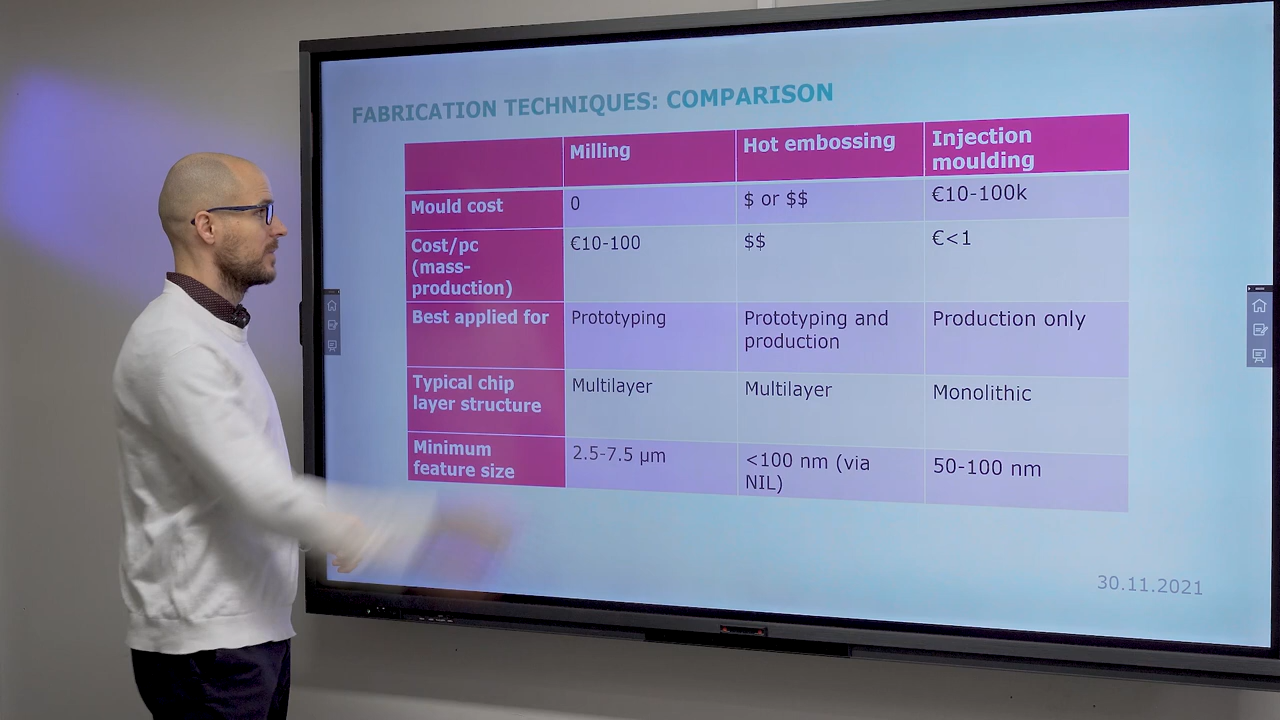 FABRICATION TECHNIQUES: COMPARISON
Milling
Hot embossing
Injection
moulding
Mould cost
0
$ or $$
€10-100k
Cost/pc
(mass-
production)
€10-100
$$
€<1
Best applied for
Prototyping
Prototyping and
production
Production only
Typical chip
layer structure
Multilayer
Multilayer
Monolithic
Minimum
feature size
2.5-7.5 µm
<100 nm (via
NIL)
50-100 nm
30.11.2021